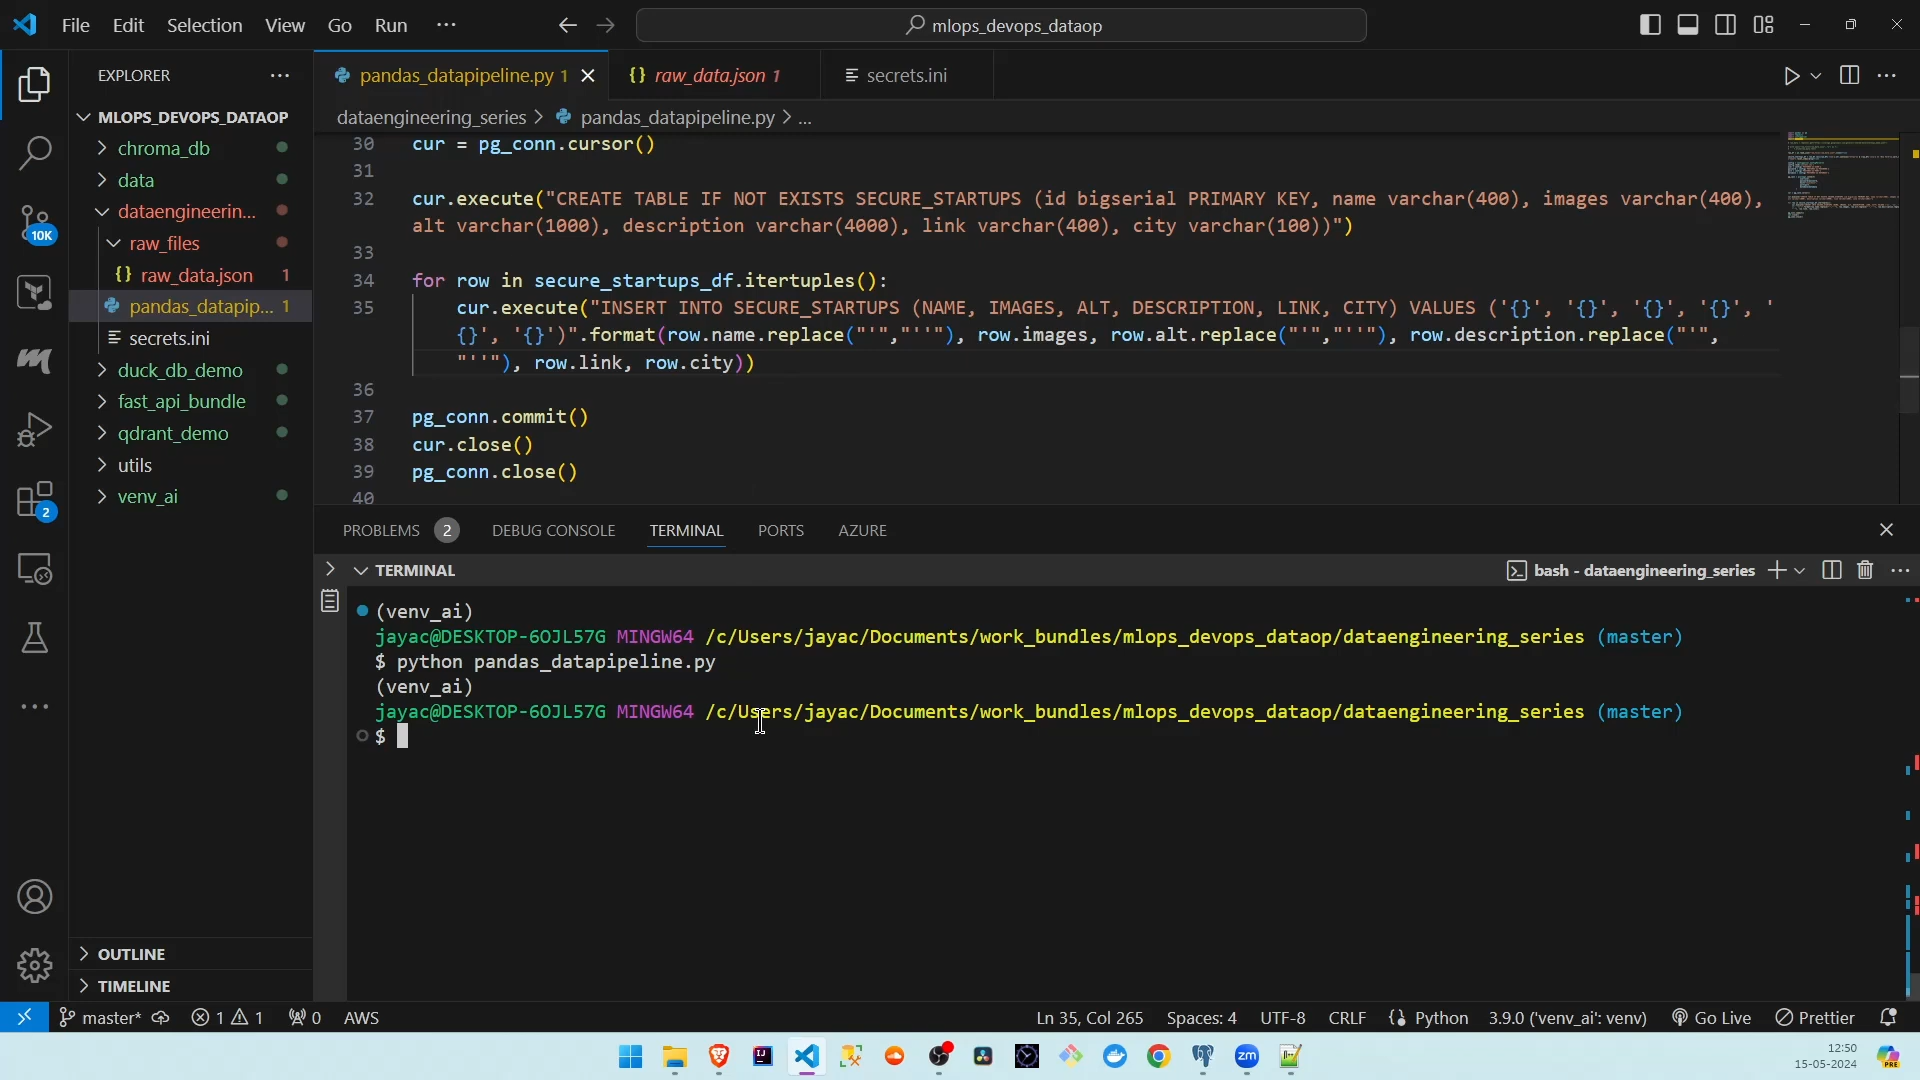 File Edit Selection View Go Run ···
mlops_devops_dataop
EXPLORER
MLOPS_DEVOPS_DATAOP
chroma_db
data
dataengineerin...
raw_files
{} raw_data.json 1
pandas_datapip... 1
secrets.ini
duck_db_demo
fast_api_bundle
qdrant_demo
utils
venv_ai
OUTLINE
TIMELINE
10K
2
pandas_datapipeline.py 1
{} raw_data.json 1
secrets.ini
dataengineering_series > pandas_datapipeline.py > ...
30 cur = pg_conn.cursor()
31
32 cur.execute("CREATE TABLE IF NOT EXISTS SECURE_STARTUPS (id bigserial PRIMARY KEY, name varchar(400), images varchar(400),
alt varchar(1000), description varchar(4000), link varchar(400), city varchar(100))")
33
34 for row in secure_startups_df.itertuples():
35 cur.execute("INSERT INTO SECURE_STARTUPS (NAME, IMAGES, ALT, DESCRIPTION, LINK, CITY) VALUES ('{}', '{}', '{}', '{}', '
{}', '{}')".format(row.name.replace("'","''"), row.images, row.alt.replace("'","''"), row.description.replace("'",
"''"), row.link, row.city))
36
37 pg_conn.commit()
38 cur.close()
39 pg_conn.close()
40
PROBLEMS 2 DEBUG CONSOLE TERMINAL PORTS AZURE
TERMINAL
bash - dataengineering_series
(venv_ai)
jayac@DESKTOP-6OJL57G MINGW64 /c/Users/jayac/Documents/work_bundles/mlops_devops_dataop/dataengineering_series (master)
$ python pandas_datapipeline.py
(venv_ai)
jayac@DESKTOP-6OJL57G MINGW64 /c/Users/jayac/Documents/work_bundles/mlops_devops_dataop/dataengineering_series (master)
$
master* 1 1 0 AWS
Ln 35, Col 265 Spaces: 4 UTF-8 CRLF {} Python 3.9.0 ('venv_ai': venv) Go Live Prettier
zm
12:50
15-05-2024
PRE